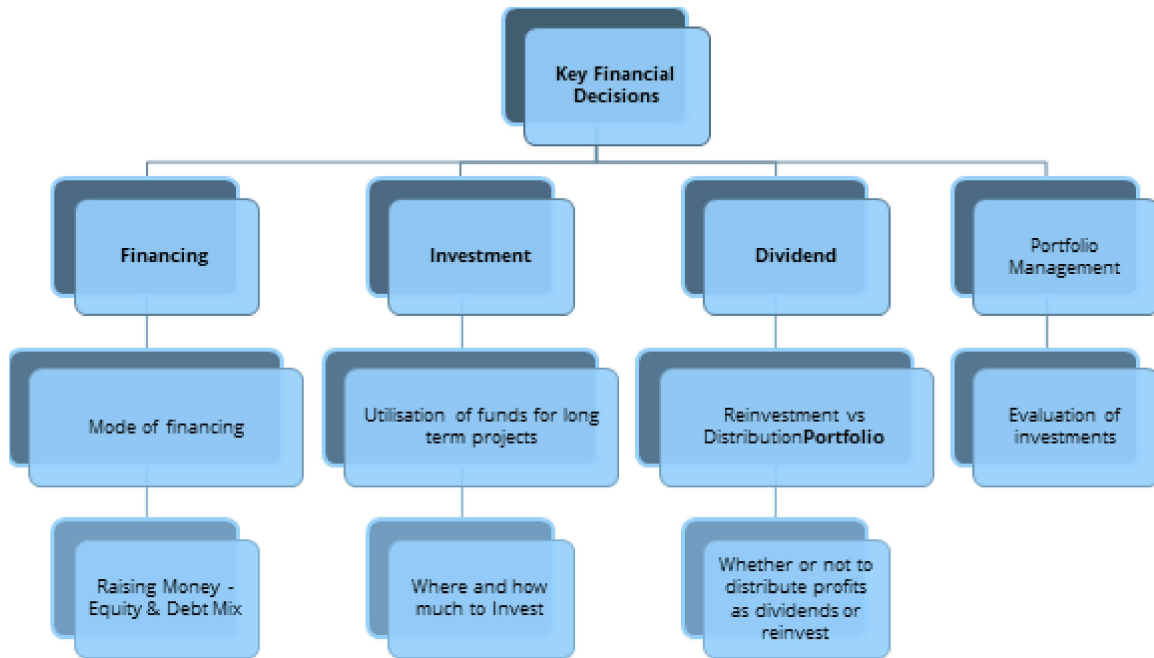 Key Financial
Decisions
Financing
Investment
Dividend
Portfolio
Management
Mode of financing
Utilisation of funds for long
term projects
Reinvestment vs
DistributionPortfolio
Evaluation of
investments
Raising Money -
Equity & Debt Mix
Where and how
much to Invest
Whether or not to
distribute profits
as dividends or
reinvest